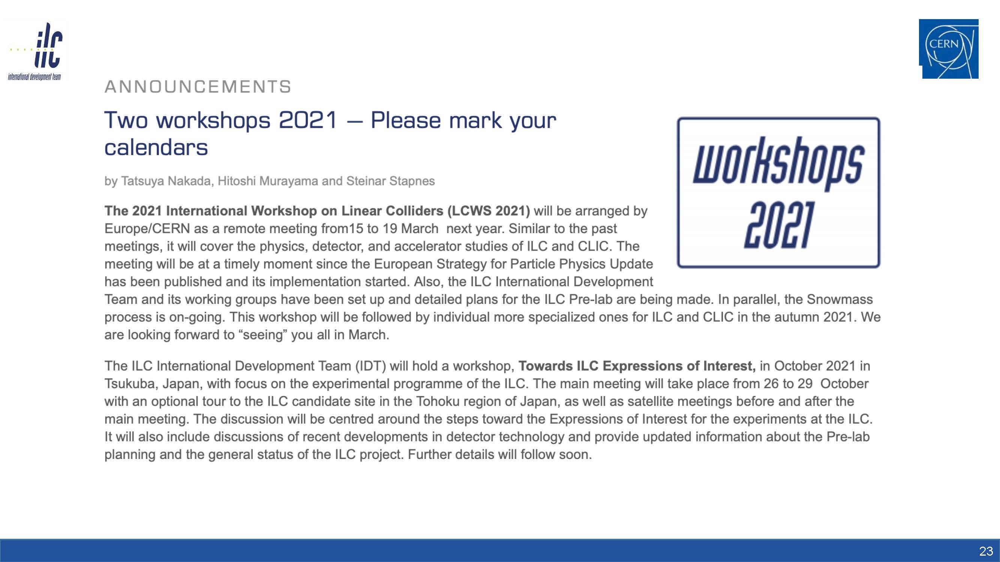 ilc
international development team
CERN
ANNOUNCEMENTS
Two workshops 2021 – Please mark your
calendars
by Tatsuya Nakada, Hitoshi Murayama and Steinar Stapnes
workshops
2021
The 2021 International Workshop on Linear Colliders (LCWS 2021) will be arranged by
Europe/CERN as a remote meeting from15 to 19 March  next year. Similar to the past
meetings, it will cover the physics, detector, and accelerator studies of ILC and CLIC. The
meeting will be at a timely moment since the European Strategy for Particle Physics Update
has been published and its implementation started. Also, the ILC International Development
Team and its working groups have been set up and detailed plans for the ILC Pre-lab are being made. In parallel, the Snowmass
process is on-going. This workshop will be followed by individual more specialized ones for ILC and CLIC in the autumn 2021. We
are looking forward to “seeing” you all in March.
The ILC International Development Team (IDT) will hold a workshop, Towards ILC Expressions of Interest, in October 2021 in
Tsukuba, Japan, with focus on the experimental programme of the ILC. The main meeting will take place from 26 to 29  October
with an optional tour to the ILC candidate site in the Tohoku region of Japan, as well as satellite meetings before and after the
main meeting. The discussion will be centred around the steps toward the Expressions of Interest for the experiments at the ILC.
It will also include discussions of recent developments in detector technology and provide updated information about the Pre-lab
planning and the general status of the ILC project. Further details will follow soon.
23